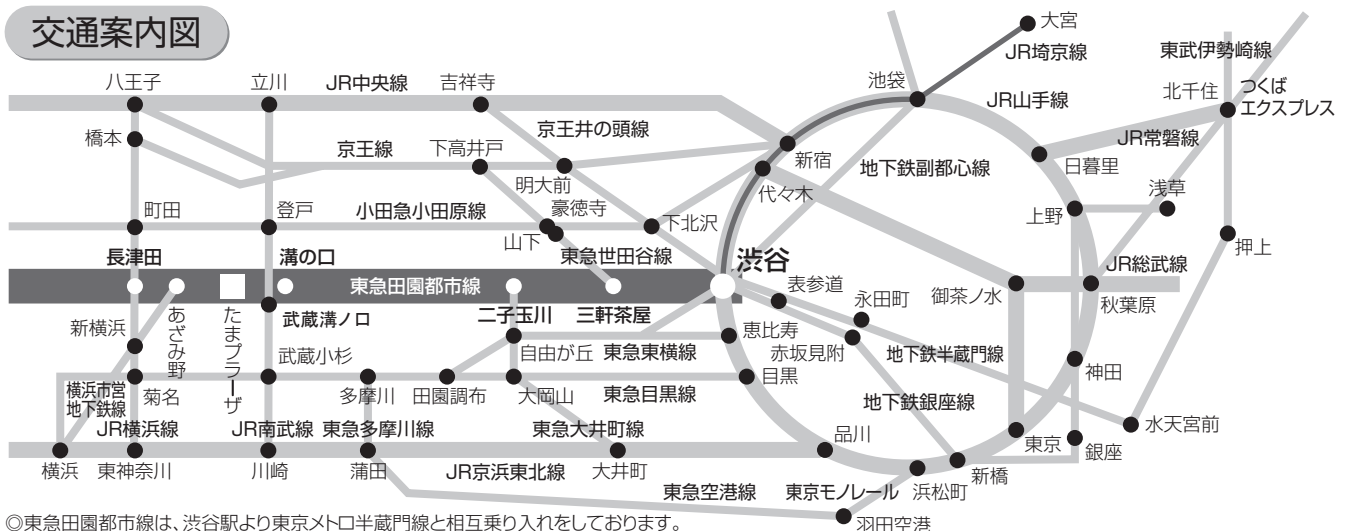 交通案内図
大宮
JR埼京線
東武伊勢崎線
八王子
立川
JR中央線
吉祥寺
池袋
JR山手線
北千住
つくば
エクスプレス
橋本
京王線
下高井戸
京王井の頭線
新宿
地下鉄副都心線
JR常磐線
日暮里
明大前
代々木
浅草
町田
登戸
小田急小田原線
豪徳寺
山下
下北沢
上野
押上
長津田
溝の口
東急世田谷線
渋谷
JR総武線
東急田園都市線
表参道
永田町
御茶ノ水
秋葉原
新横浜
あざみ野
たまプラーザ
武蔵溝ノ口
二子玉川
三軒茶屋
恵比寿
赤坂見附
地下鉄半蔵門線
武蔵小杉
自由が丘
東急東横線
目黒
神田
横浜市営
地下鉄線
菊名
多摩川
田園調布
大岡山
東急目黒線
地下鉄銀座線
水天宮前
JR横浜線
JR南武線
東急多摩川線
東急大井町線
品川
東京
銀座
横浜
東神奈川
川崎
蒲田
JR京浜東北線
大井町
新橋
東急空港線
東京モノレール
浜松町
羽田空港
◎東急田園都市線は、渋谷駅より東京メトロ半蔵門線と相互乗り入れをしております。